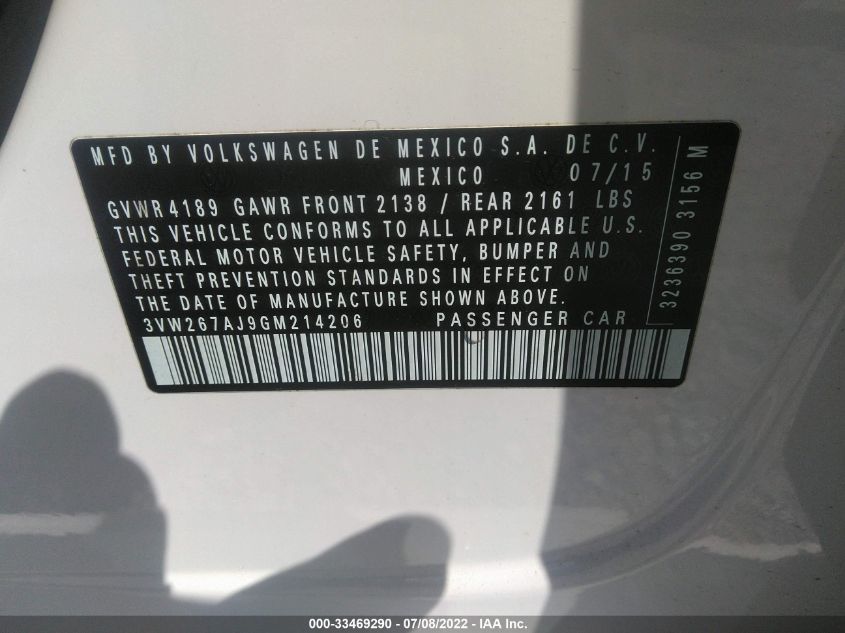 MFD BY VOLKSWAGEN DE MEXICO S.A. DE C.V.
MEXICO 07/15
GVWR 4189 GAWR FRONT 2138 / REAR 2161 LBS
THIS VEHICLE CONFORMS TO ALL APPLICABLE U.S.
FEDERAL MOTOR VEHICLE SAFETY, BUMPER AND
THEFT PREVENTION STANDARDS IN EFFECT ON
THE DATE OF MANUFACTURE SHOWN ABOVE.
3VW267AJ9GM214206 PASSENGER CAR
3236390 3156 M
000-33469290 - 07/08/2022 - IAA Inc.